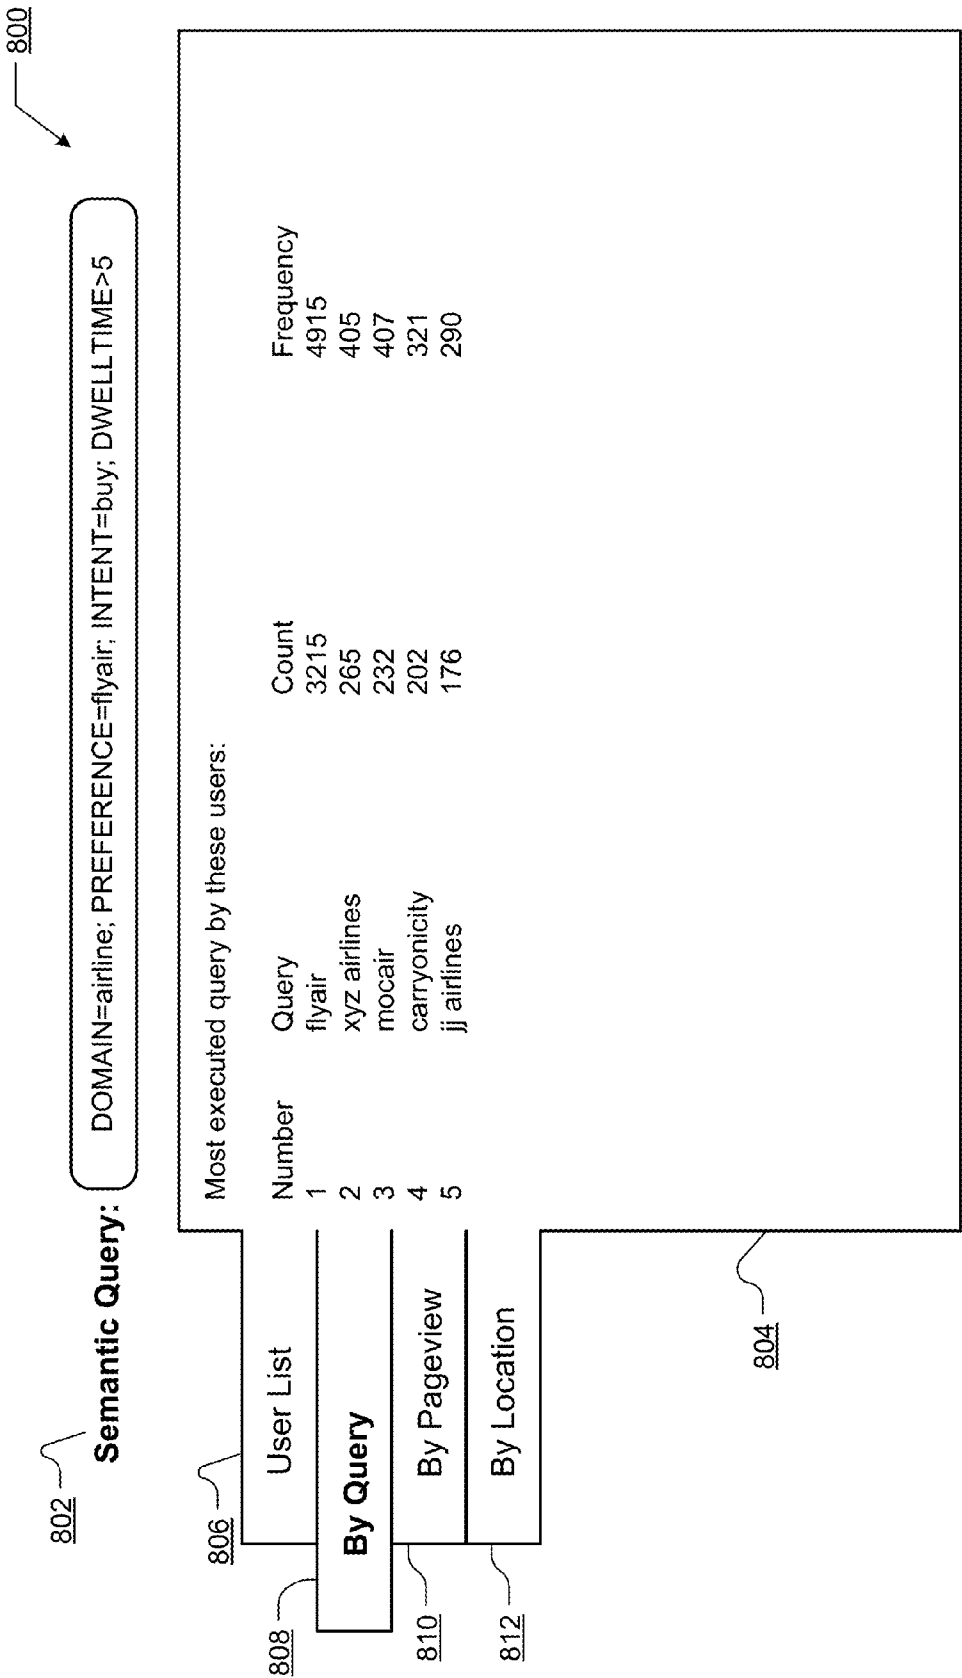 800
802
Semantic Query: DOMAIN=airline; PREFERENCE=flyair; INTENT=buy; DWELLTIME>5
806
User List
808
By Query
810
By Pageview
812
By Location
Most executed query by these users:
Number Query Count Frequency
1 flyair 3215 4915
2 xyz airlines 265 405
3 mocair 232 407
4 carryonicity 202 321
5 jj airlines 176 290
804